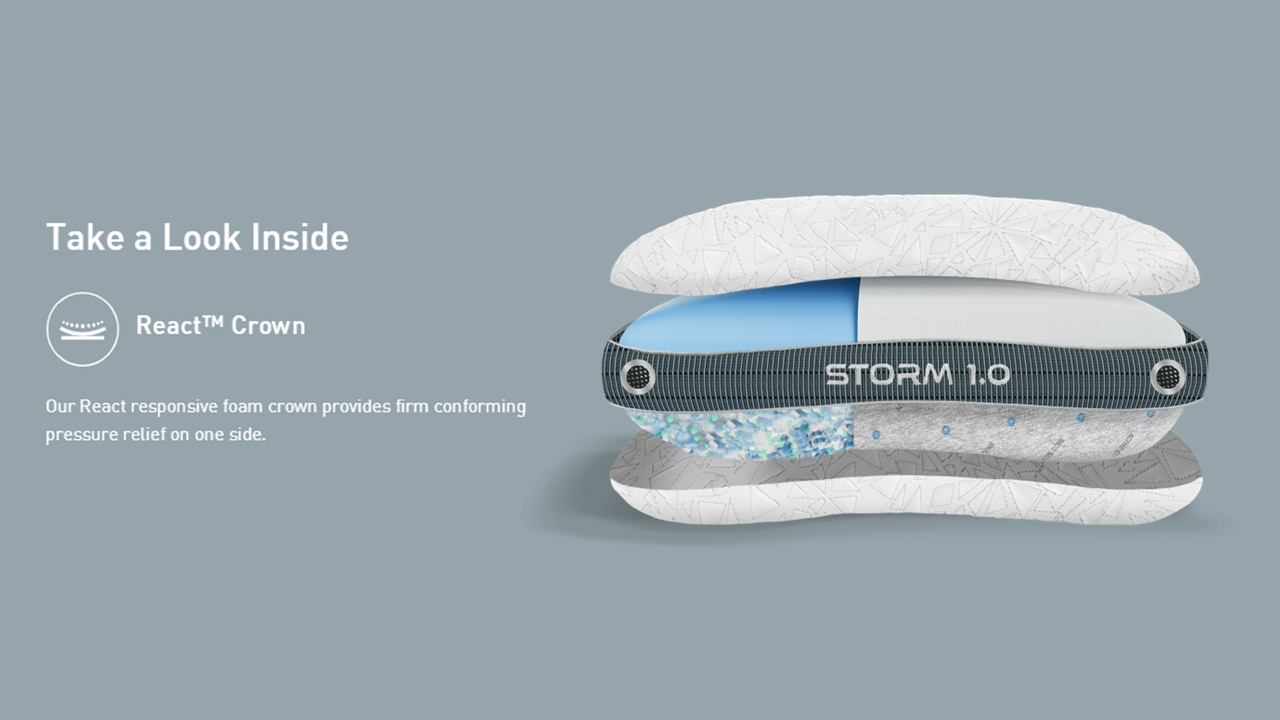 Take a Look Inside
React™ Crown
Our React responsive foam crown provides firm conforming
pressure relief on one side.
STORM 1.0